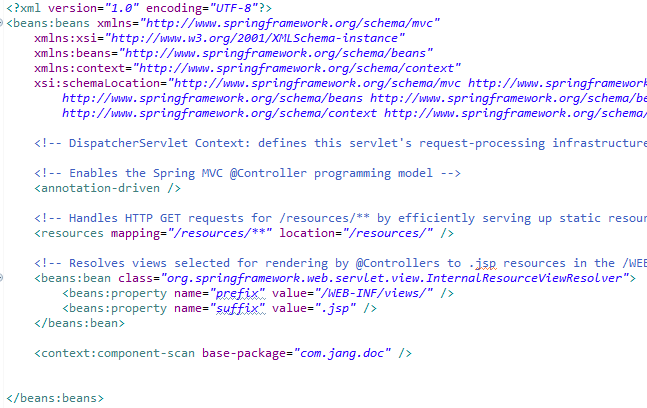 <?xml version="1.0" encoding="UTF-8"?>
<beans:beans xmlns="http://www.springframework.org/schema/mvc"
xmlns:xsi="http://www.w3.org/2001/XMLSchema-instance"
xmlns:beans="http://www.springframework.org/schema/beans"
xmlns:context="http://www.springframework.org/schema/context"
xsi:schemaLocation="http://www.springframework.org/schema/mvc http://www.springframework
http://www.springframework.org/schema/beans http://www.springframework.org/schema/be
http://www.springframework.org/schema/context http://www.springframework.org/schema/
<!-- DispatcherServlet Context: defines this servlet's request-processing infrastructure
<!-- Enables the Spring MVC @Controller programming model -->
<annotation-driven />
<!-- Handles HTTP GET requests for /resources/** by efficiently serving up static resour
<resources mapping="/resources/**" location="/resources/" />
<!-- Resolves views selected for rendering by @Controllers to .jsp resources in the /WEB
<beans:bean class="org.springframework.web.servlet.view.InternalResourceViewResolver">
<beans:property name="prefix" value="/WEB-INF/views/" />
<beans:property name="suffix" value=".jsp" />
</beans:bean>
<context:component-scan base-package="com.jang.doc" />
</beans:beans>